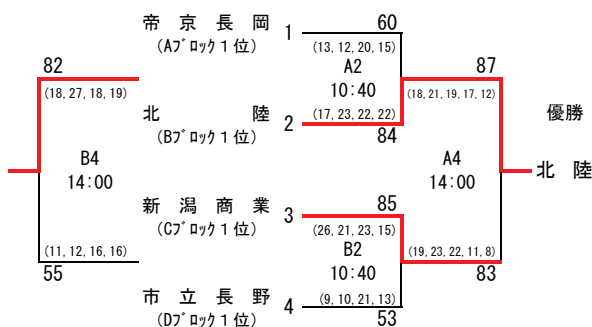 帝 京 長 岡
(Aブロック1位)
1
60
(13, 12, 20, 15)
82
(18, 27, 18, 19)
A2
10:40
87
(18, 21, 19, 17, 12)
北 陸
(Bブロック1位)
2
(17, 23, 22, 22)
84
優勝
B4
14:00
A4
14:00
北 陸
新 潟 商 業
(Cブロック1位)
3
85
(26, 21, 23, 15)
(11, 12, 16, 16)
55
B2
10:40
(19, 23, 22, 11, 8)
83
市 立 長 野
(Dブロック1位)
4
(9, 10, 21, 13)
53